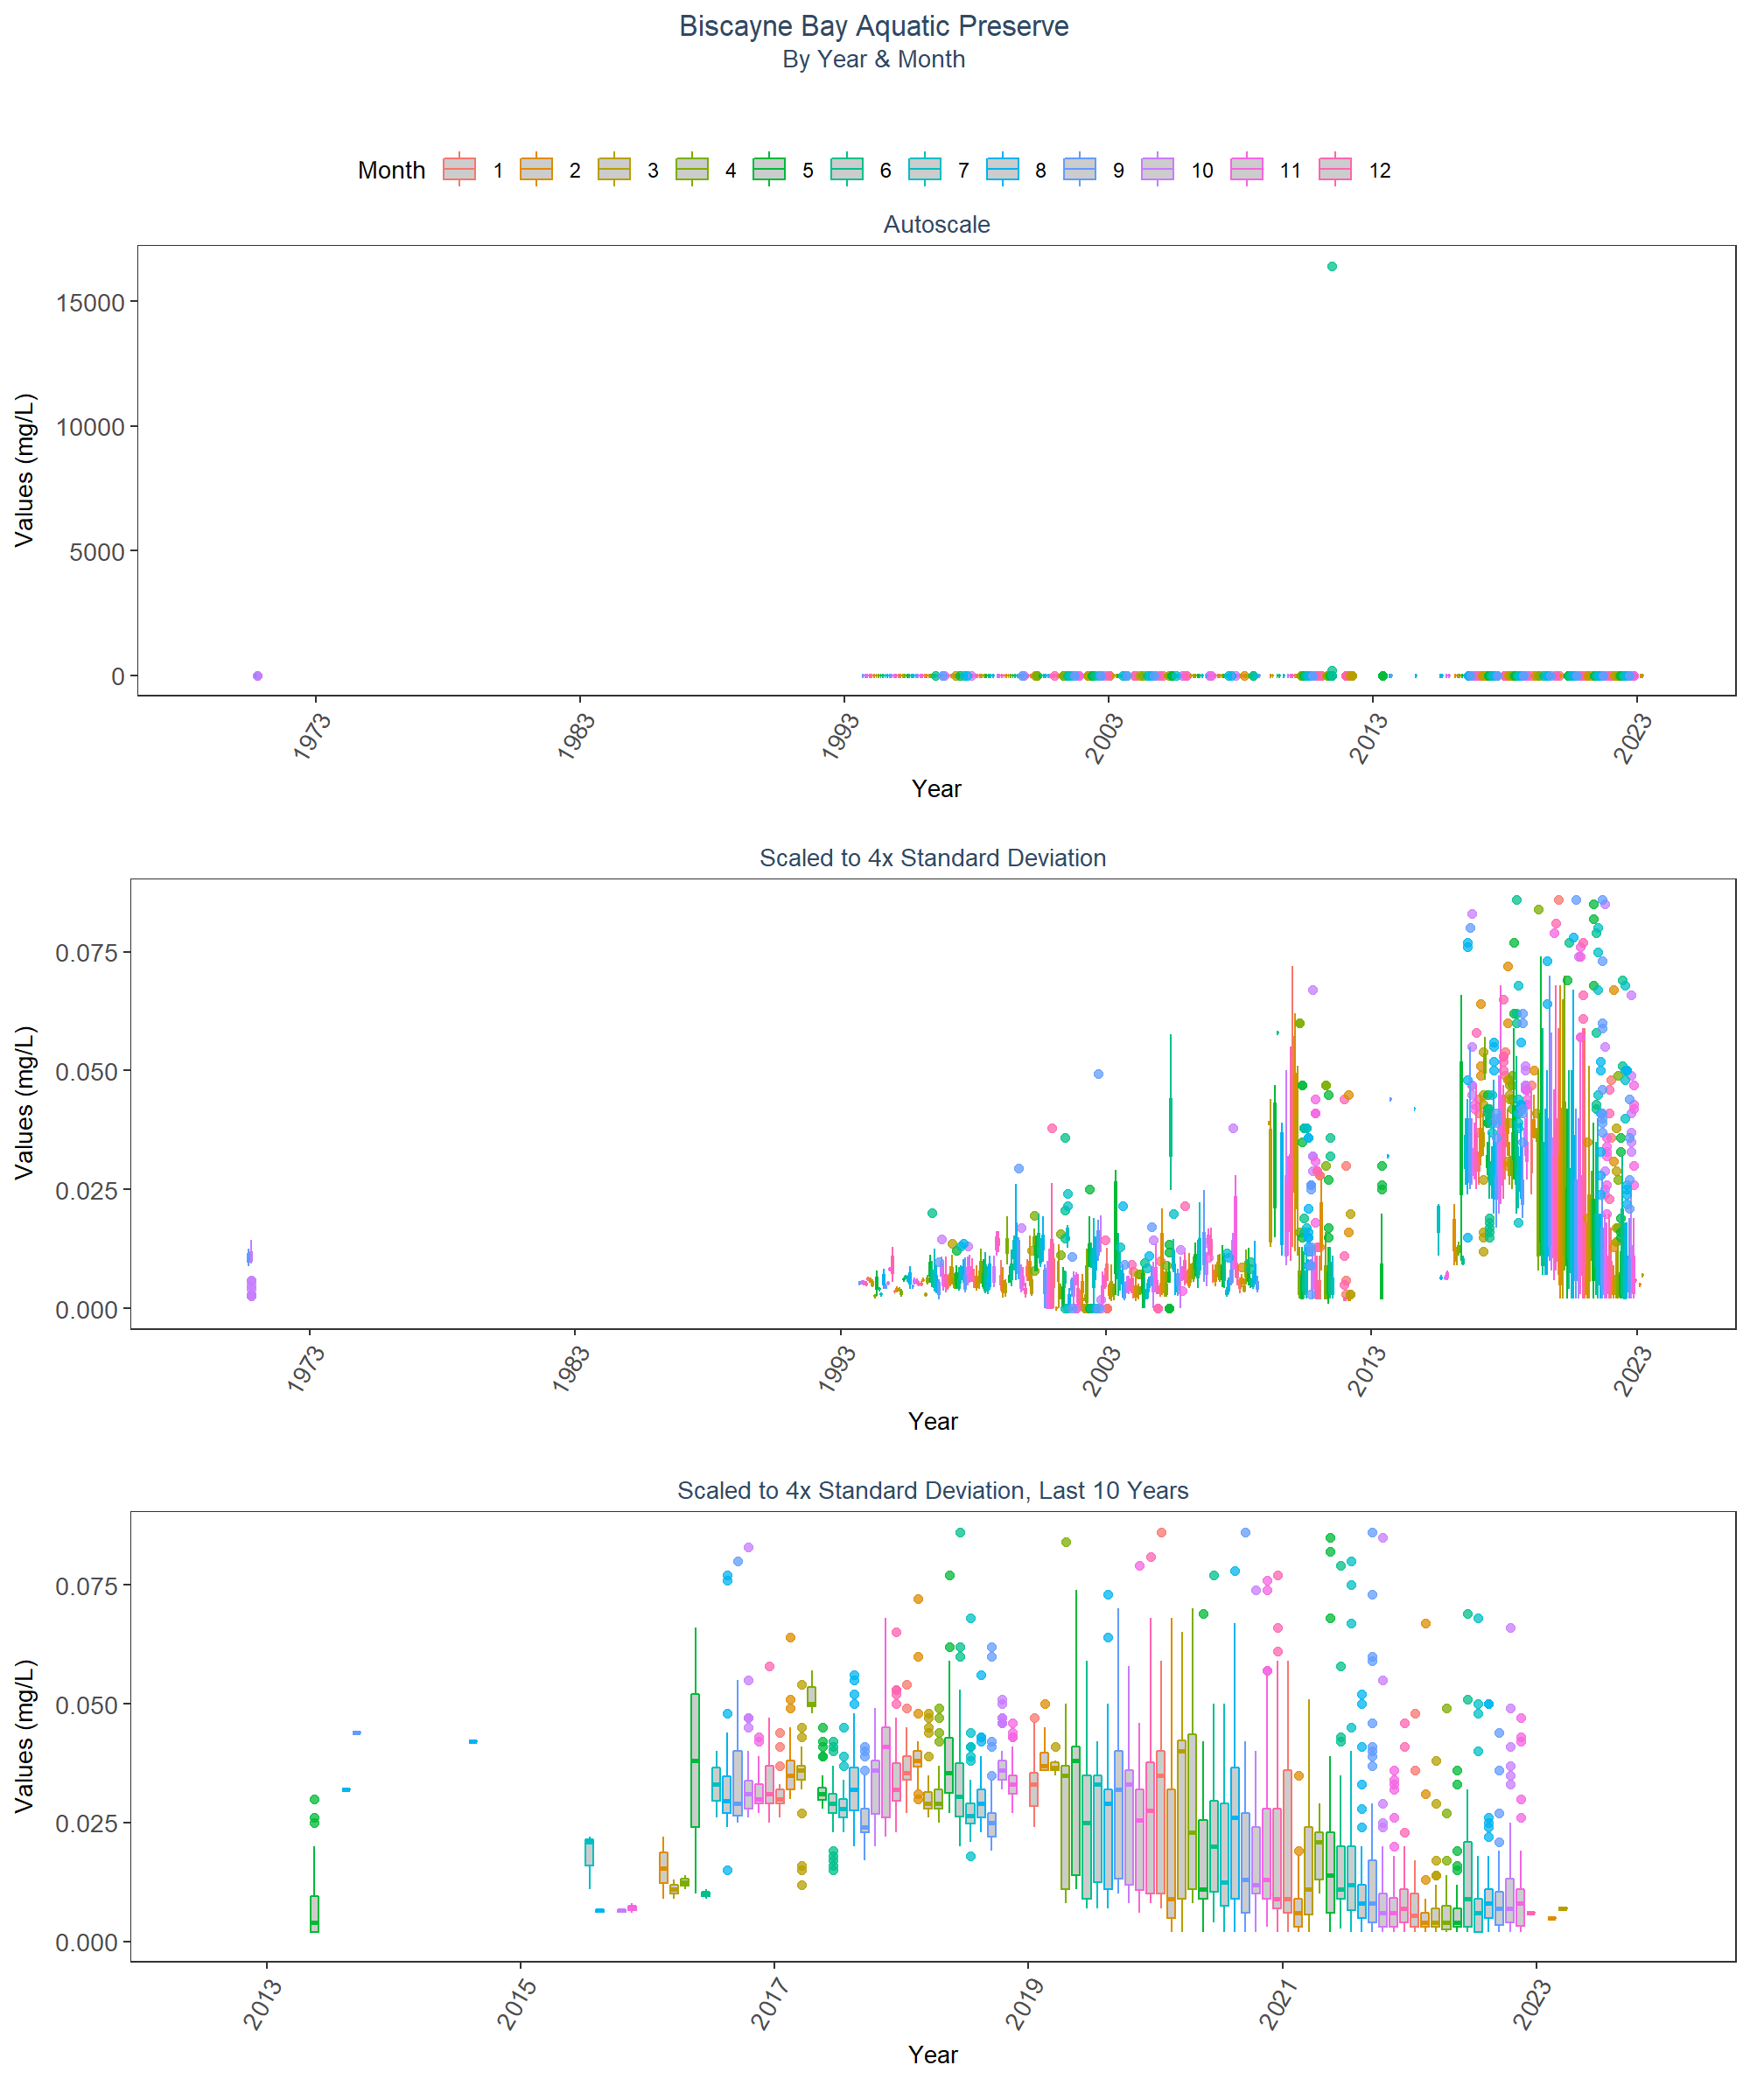 Biscayne Bay Aquatic Preserve
By Year & Month
Month 1 2 3 4 5 6 7 8 9 10 11 12
Autoscale
Values (mg/L)
15000
10000
5000
0
1973 1983 1993 2003 2013 2023
Year
Scaled to 4x Standard Deviation
Values (mg/L)
0.075
0.050
0.025
0.000
1973 1983 1993 2003 2013 2023
Year
Scaled to 4x Standard Deviation, Last 10 Years
Values (mg/L)
0.075
0.050
0.025
0.000
2013 2015 2017 2019 2021 2023
Year